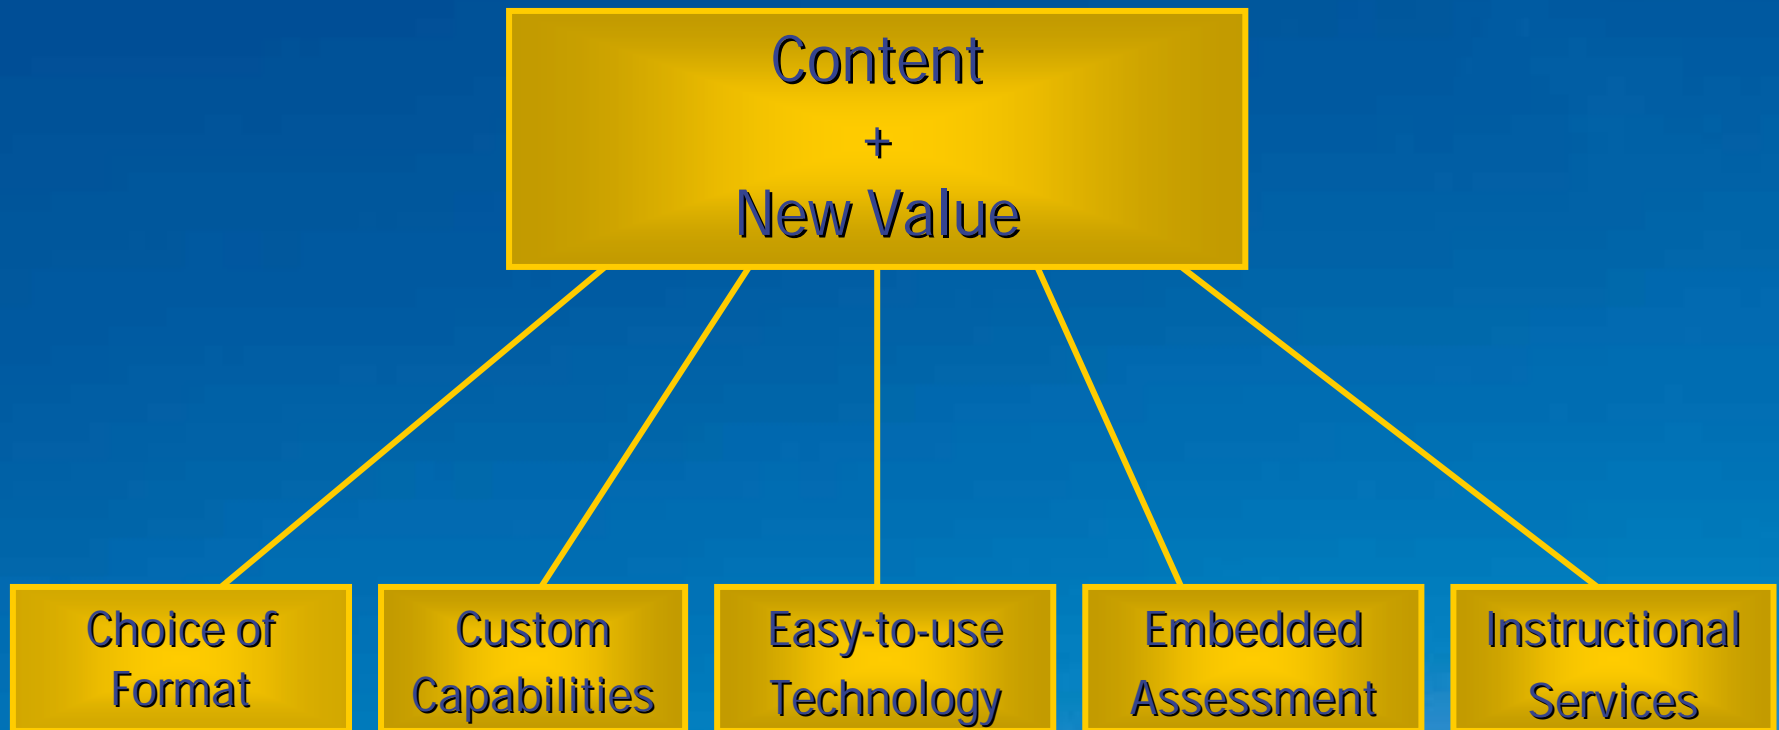 Content
+
New Value
Choice of
Format
Custom
Capabilities
Easy-to-use
Technology
Embedded
Assessment
Instructional
Services